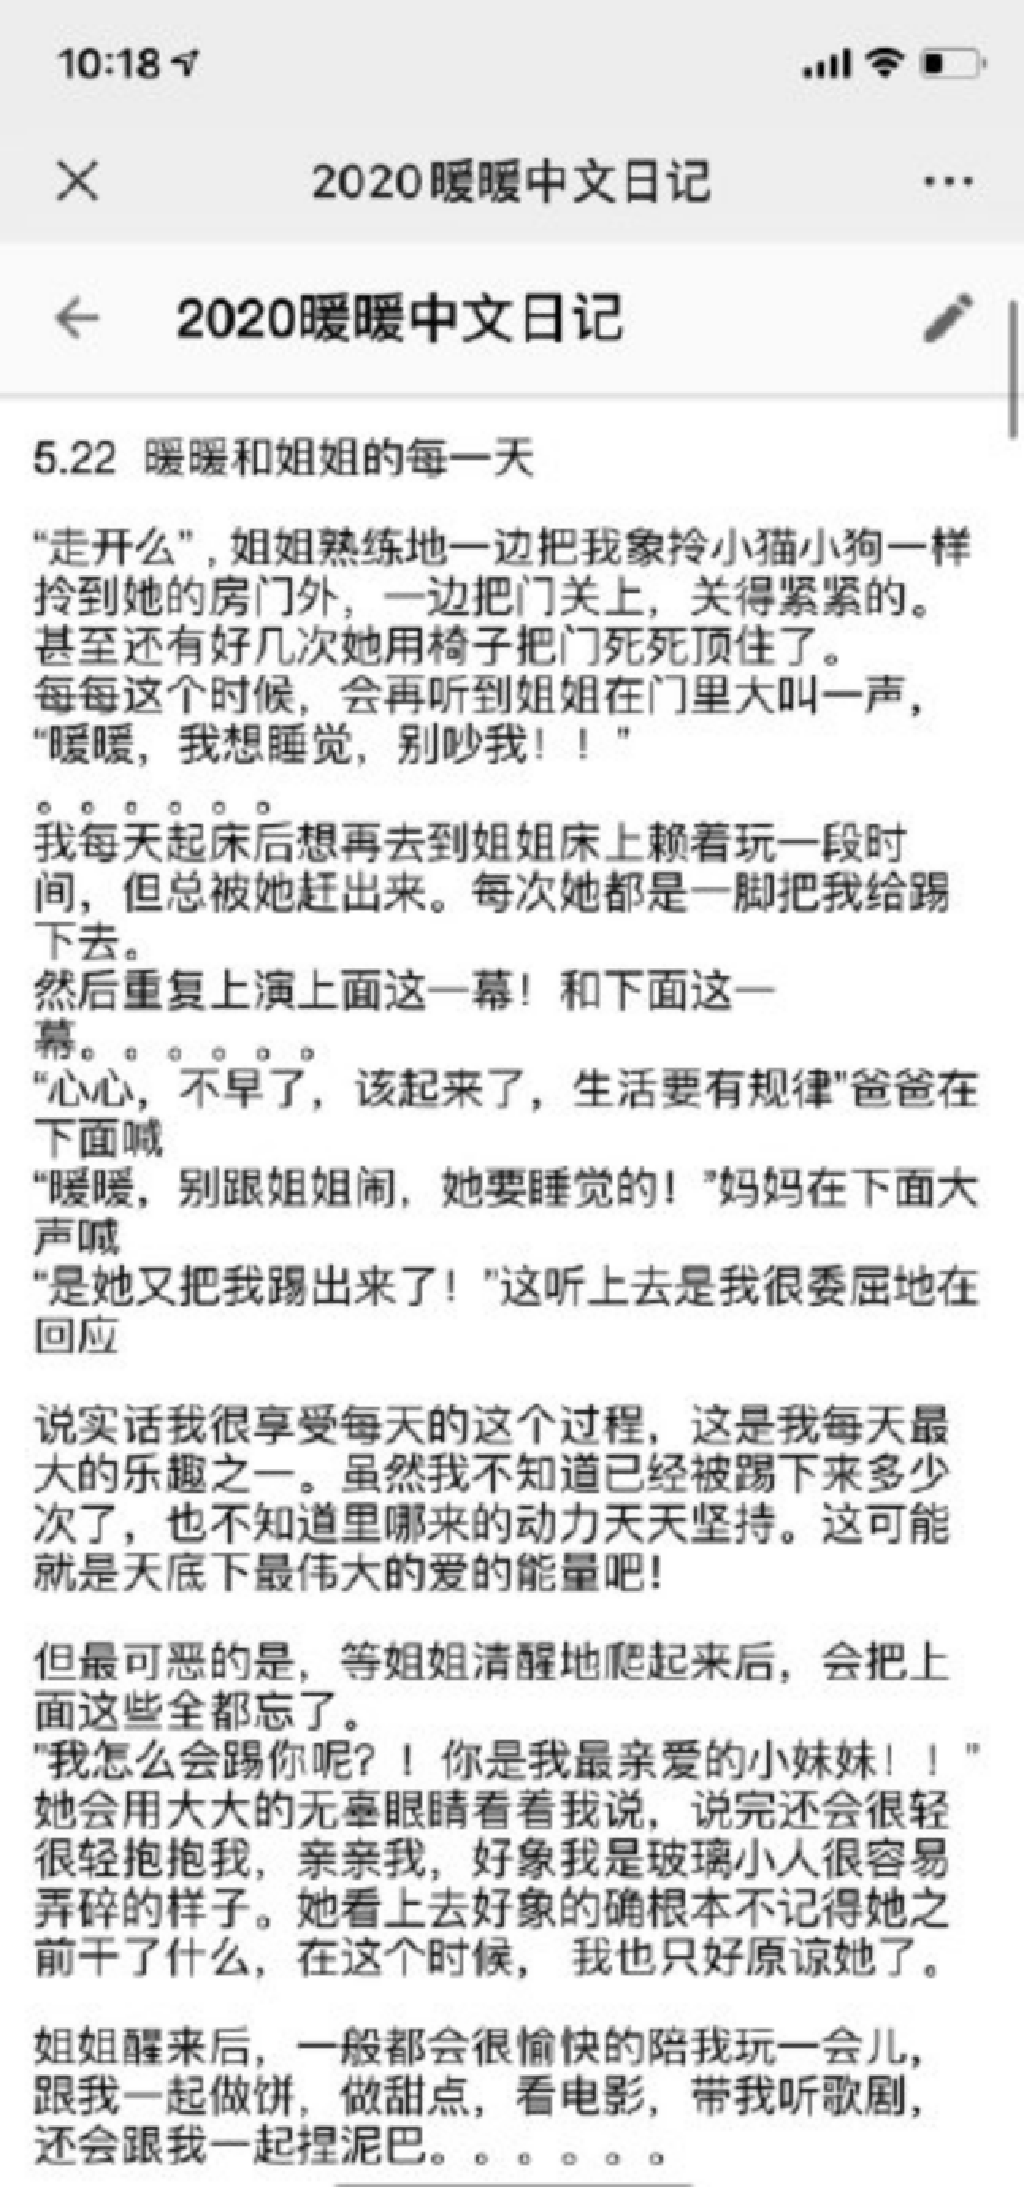 10:18
2020暖暖中文日记
2020暖暖中文日记
5.22 暖暖和姐姐的每一天
“走开么”,姐姐熟练地一边把我象拎小猫小狗一样
拎到她的房门外，一边把门关上，关得紧紧的。
甚至还有好几次她用椅子把门死死顶住了。
每每这个时候，会再听到姐姐在门里大叫一声，
“暖暖，我想睡觉，别吵我！！”
。。。。。。
我每天起床后想再去到姐姐床上赖着玩一段时
间，但总被她赶出来。每次她都是一脚把我给踢
下去。
然后重复上演上面这一幕！和下面这一
幕。。。。。。
“心心，不早了，该起来了，生活要有规律”爸爸在
下面喊
“暖暖，别跟姐姐闹，她要睡觉的！”妈妈在下面大
声喊
“是她又把我踢出来了！”这听上去是我很委屈地在
回应
说实话我很享受每天的这个过程，这是我每天最
大的乐趣之一。虽然我不知道已经被踢下来多少
次了，也不知道里哪来的动力天天坚持。这可能
就是天底下最伟大的爱的能量吧！
但最可恶的是，等姐姐清醒地爬起来后，会把上
面这些全都忘了。
”我怎么会踢你呢？！你是我最亲爱的小妹妹！！”
她会用大大的无辜眼睛看着我说，说完还会很轻
很轻抱抱我，亲亲我，好象我是玻璃小人很容易
弄碎的样子。她看上去好象的确根本不记得她之
前干了什么，在这个时候， 我也只好原谅她了。
姐姐醒来后，一般都会很愉快的陪我玩一会儿，
跟我一起做饼，做甜点，看电影，带我听歌剧，
还会跟我一起捏泥巴。。。。。。